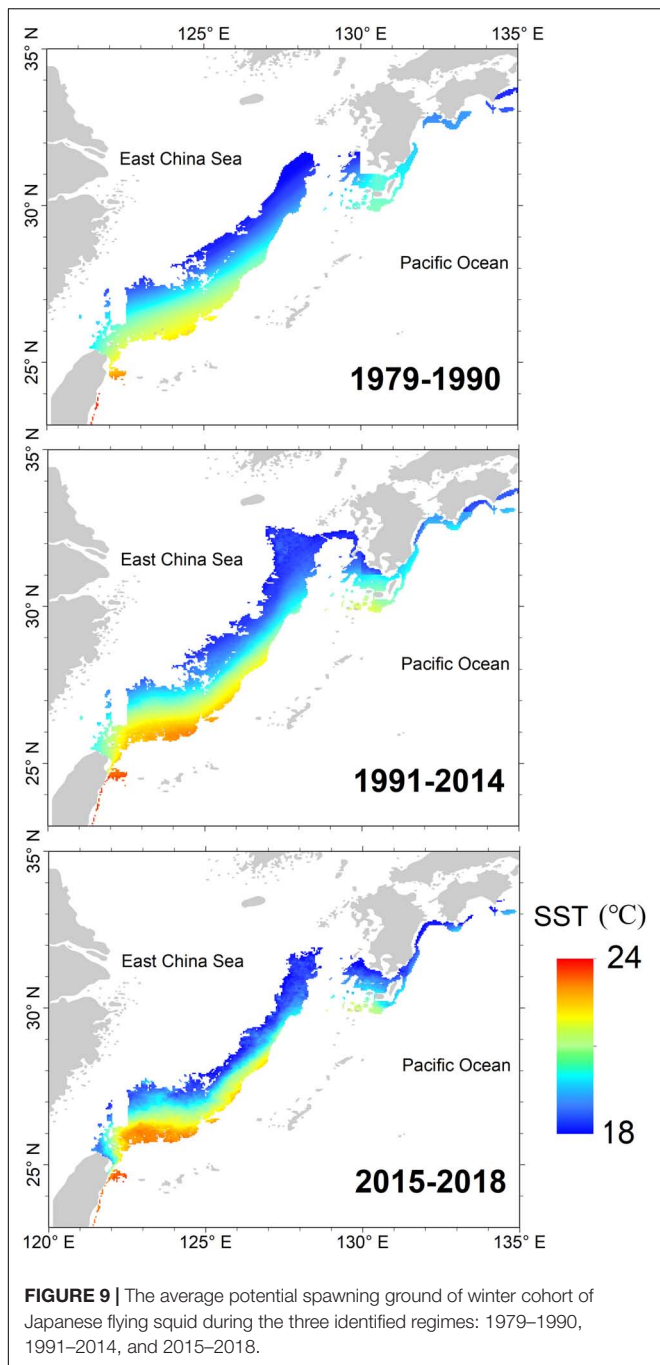 125° E 130° E 135° E
35° N
30° N
25° N
East China Sea
Pacific Ocean
1979-1990
35° N
30° N
25° N
East China Sea
Pacific Ocean
1991-2014
35° N
30° N
25° N
East China Sea
Pacific Ocean
2015-2018
120° E 125° E 130° E 135° E
SST (°C)
24
18
FIGURE 9 | The average potential spawning ground of winter cohort of
Japanese flying squid during the three identified regimes: 1979–1990,
1991–2014, and 2015–2018.